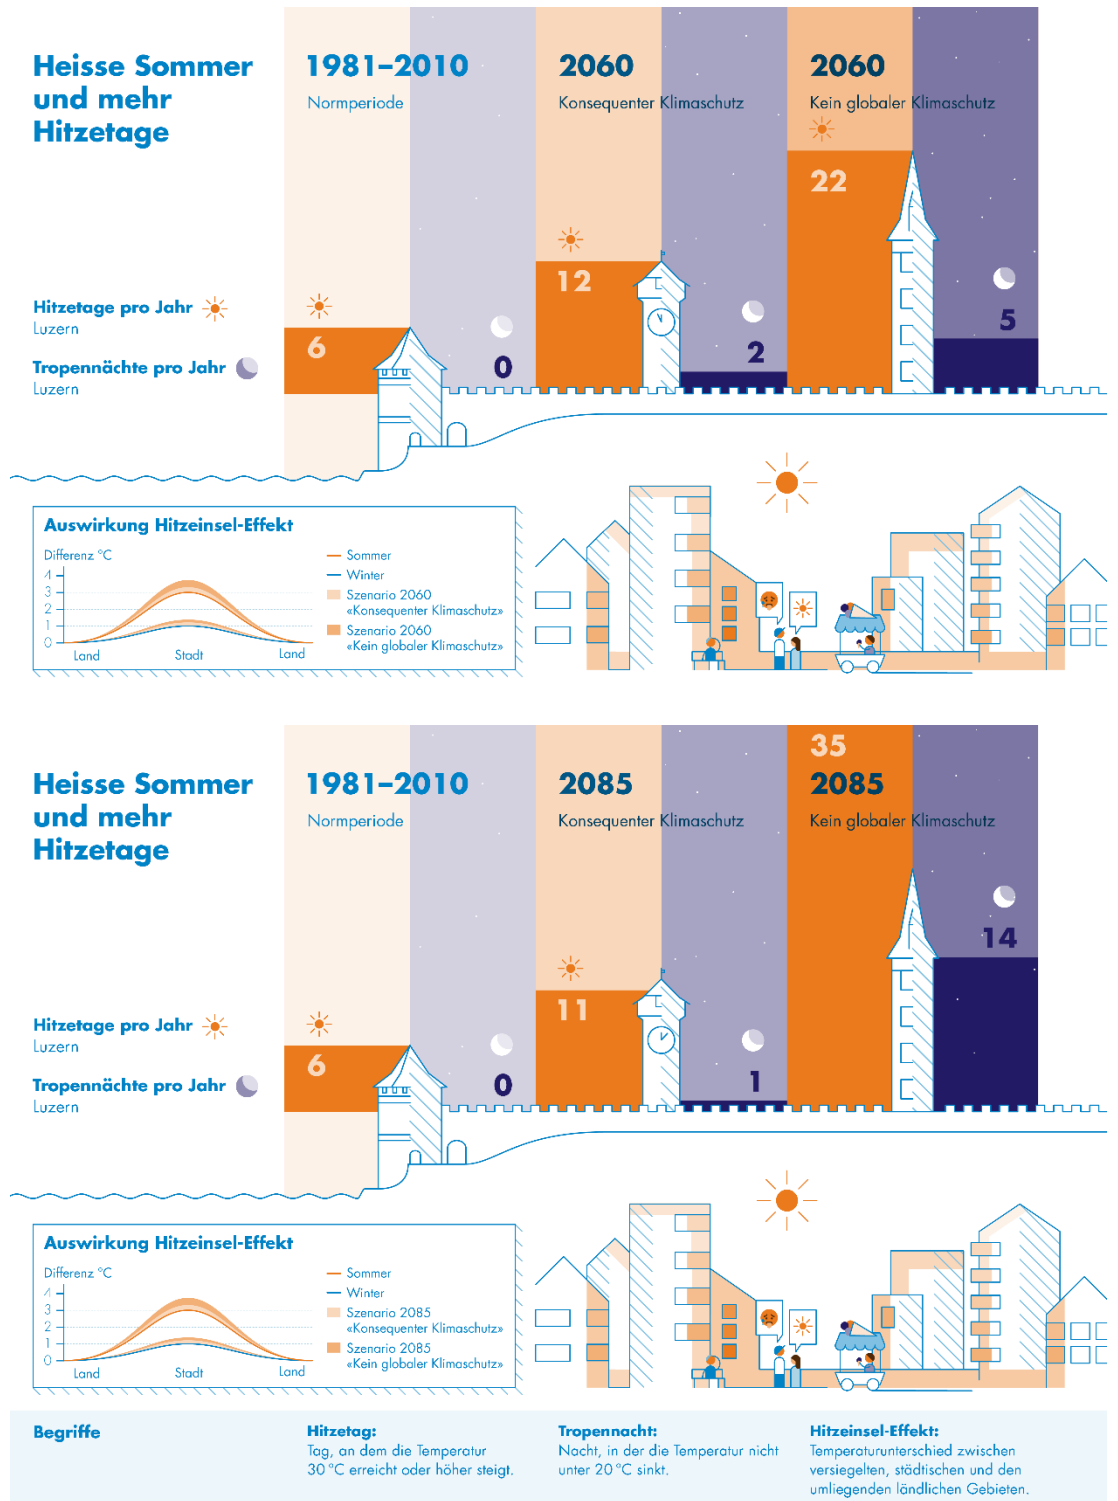 Heisse Sommer
und mehr
Hitzetage
1981–2010
Normperiode
2060
Konsequenter Klimaschutz
2060
Kein globaler Klimaschutz
22
12
6
0
2
5
Hitzetage pro Jahr
Luzern
Tropennächte pro Jahr
Luzern
Auswirkung Hitzeinsel-Effekt
Differenz °C
4
3
2
1
0
Land
Stadt
Land
Sommer
Winter
Szenario 2060
«Konsequenter Klimaschutz»
Szenario 2060
«Kein globaler Klimaschutz»
Heisse Sommer
und mehr
Hitzetage
1981–2010
Normperiode
2085
Konsequenter Klimaschutz
35
2085
Kein globaler Klimaschutz
14
11
6
0
1
Hitzetage pro Jahr
Luzern
Tropennächte pro Jahr
Luzern
Auswirkung Hitzeinsel-Effekt
Differenz °C
4
3
2
1
0
Land
Stadt
Land
Sommer
Winter
Szenario 2085
«Konsequenter Klimaschutz»
Szenario 2085
«Kein globaler Klimaschutz»
Begriffe
Hitzetag:
Tag, an dem die Temperatur
30 °C erreicht oder höher steigt.
Tropennacht:
Nacht, in der die Temperatur nicht
unter 20 °C sinkt.
Hitzeinsel-Effekt:
Temperaturunterschied zwischen
versiegelten, städtischen und den
umliegenden ländlichen Gebieten.